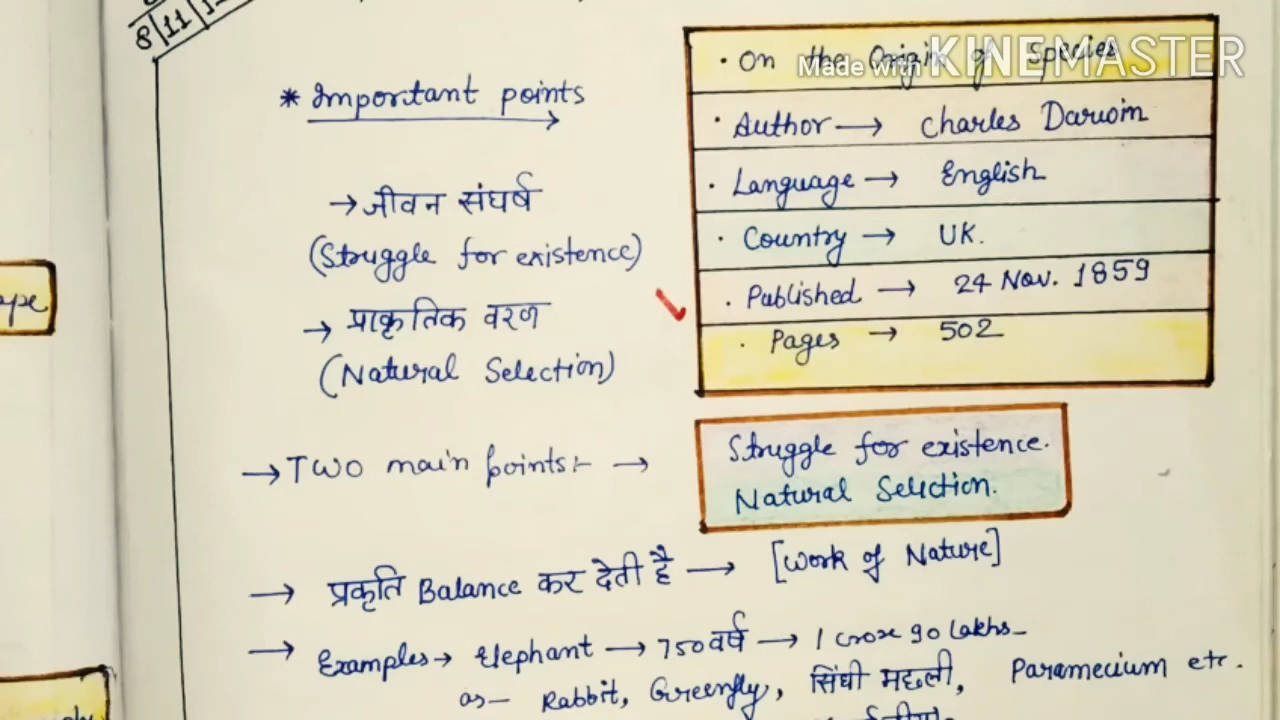 8 11
* Important points
→ जीवन संघर्ष
(Struggle for existence)
→ प्राकृतिक वरण
(Natural Selection)
→ Two main points:- →
Struggle for existence.
Natural Selection.
→ प्रकृति Balance कर देती है → [Work of Nature]
→ Examples → Elephant → 750 वर्ष → 1 crore 90 lakhs-
as- Rabbit, Greenfly, सिंघी मछली, Paramecium etc.
• On the Origin of Species
• Author → Charles Darwin
• Language → English
• Country → UK.
• Published → 24 Nov. 1859
• Pages → 502
Made with KINEMASTER